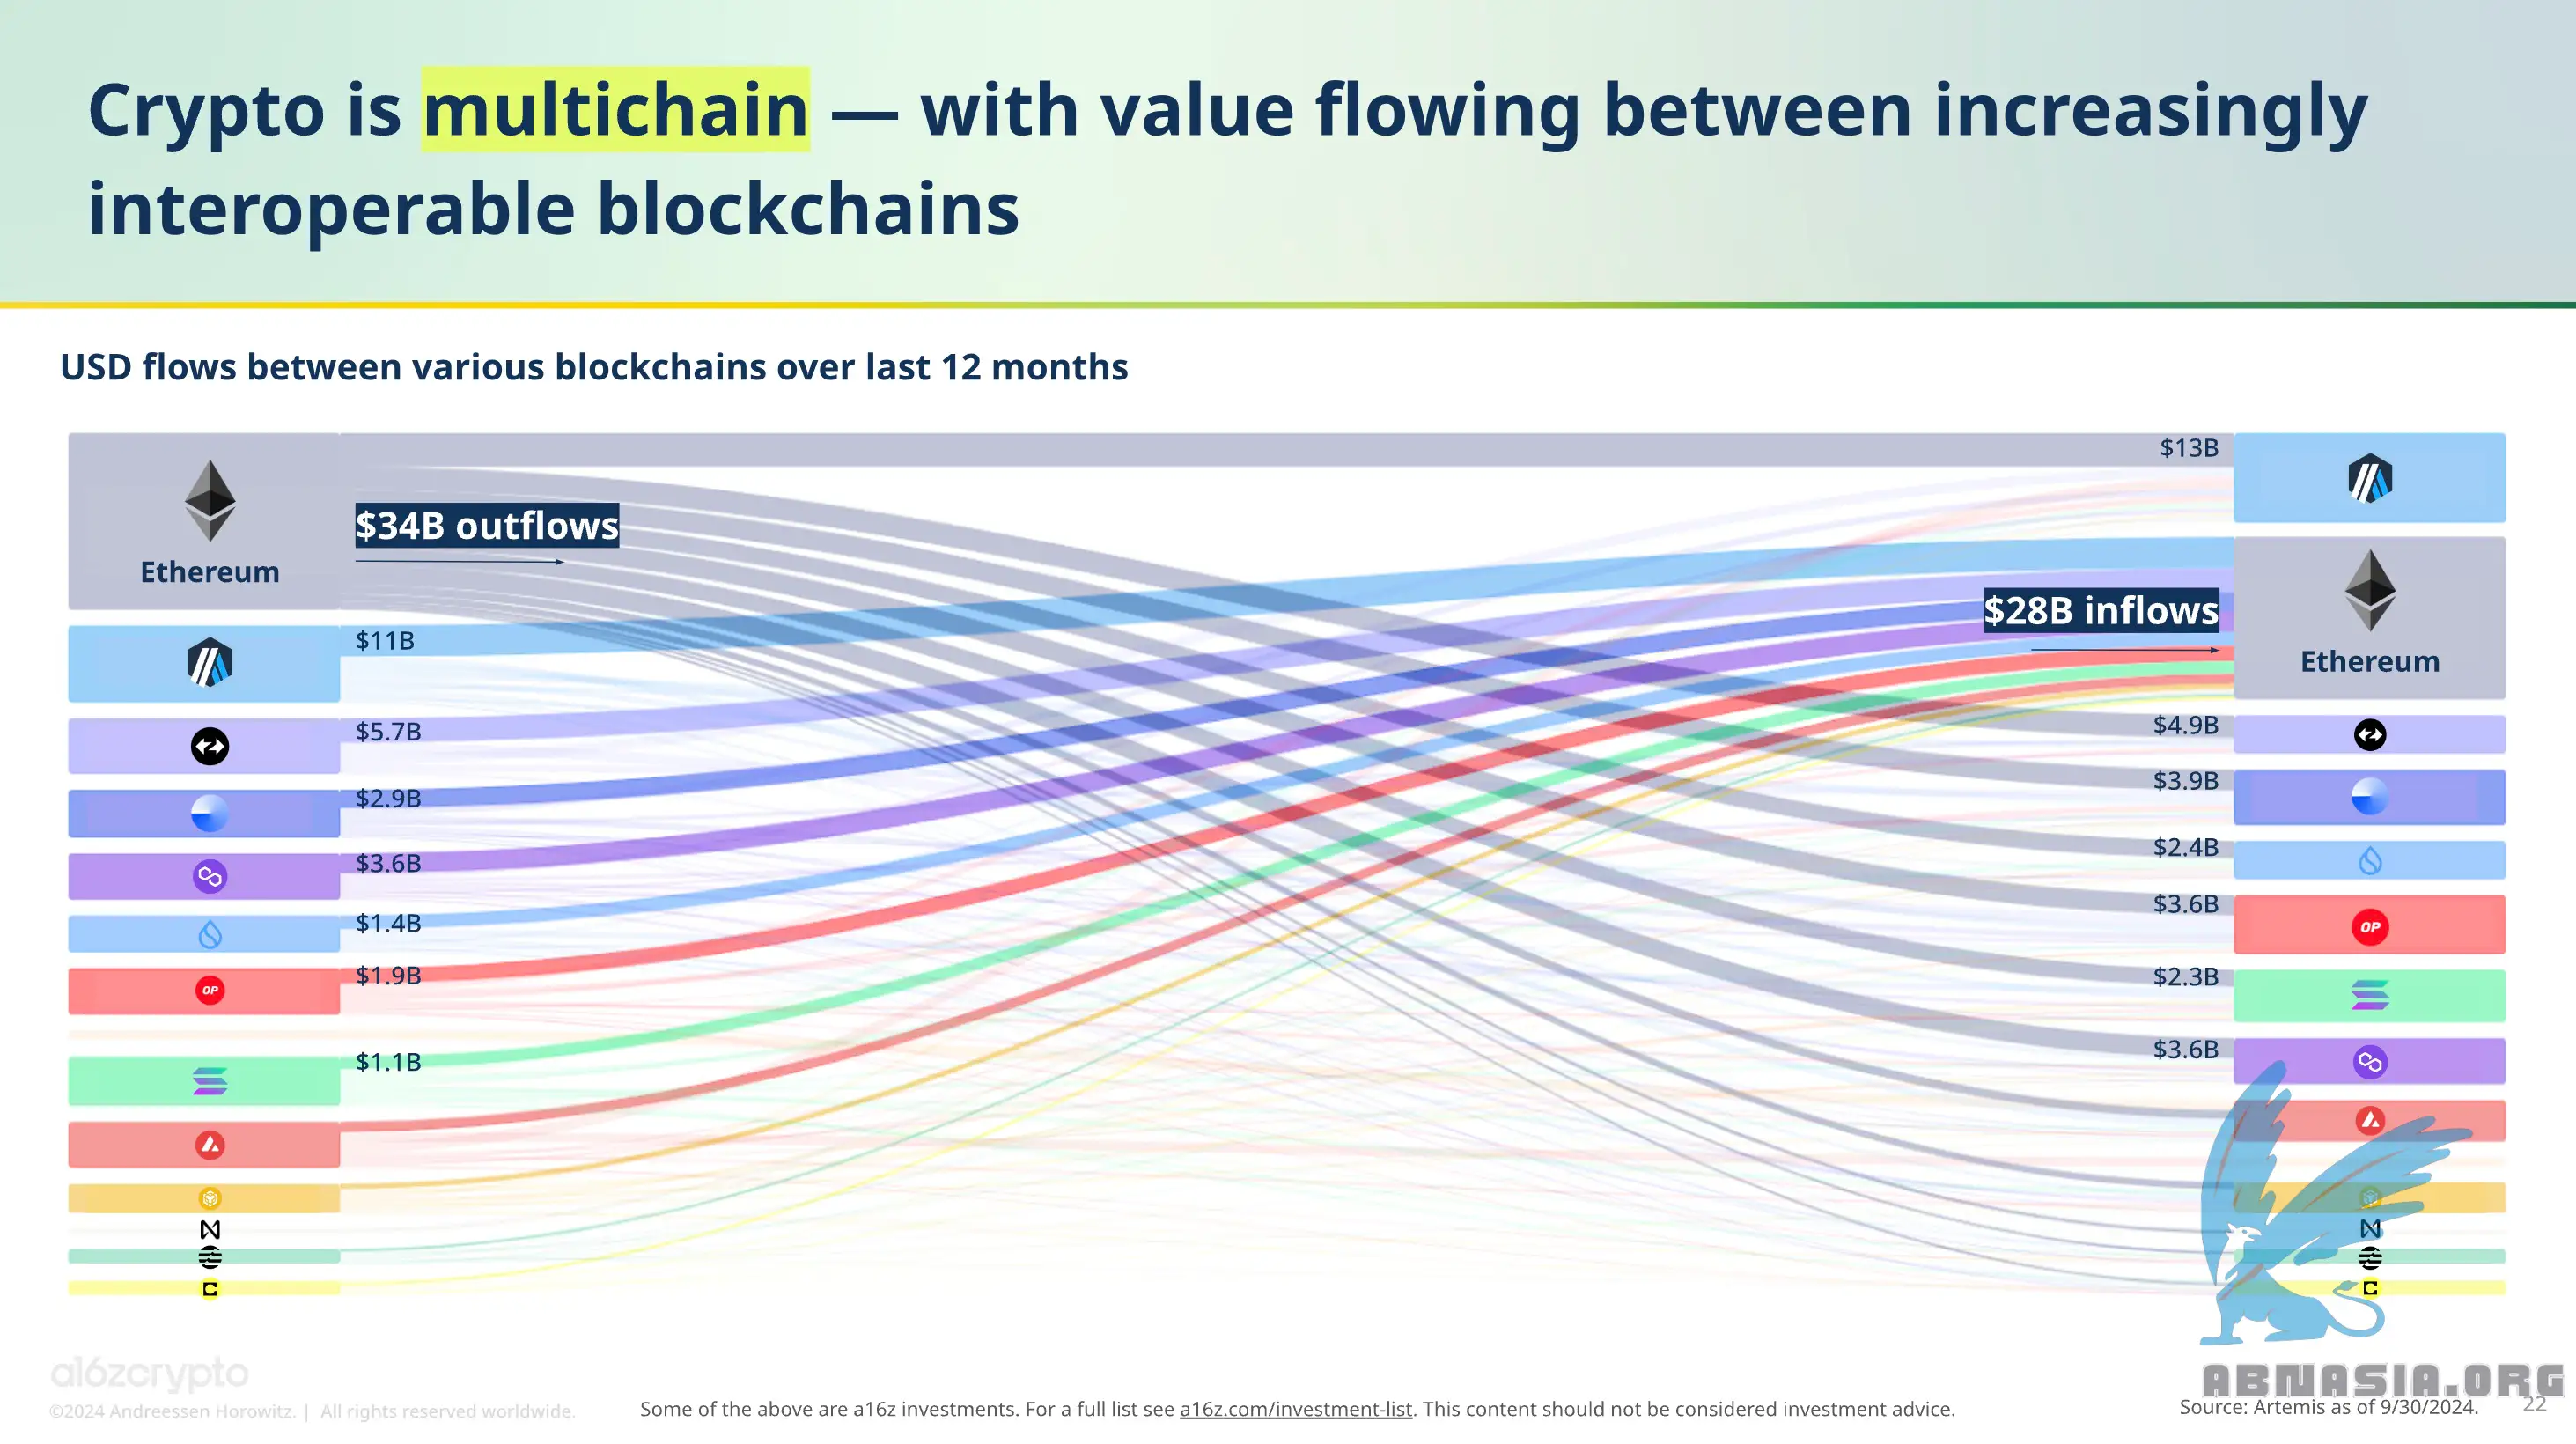 Crypto is multichain — with value flowing between increasingly
interoperable blockchains
USD flows between various blockchains over last 12 months
Ethereum
$34B outflows
$11B
$5.7B
$2.9B
$3.6B
$1.4B
OP
$1.9B
$1.1B
$13B
$28B inflows
Ethereum
$4.9B
$3.9B
$2.4B
$3.6B
OP
$2.3B
$3.6B
a16zcrypto
©2024 Andreessen Horowitz. | All rights reserved worldwide.
Some of the above are a16z investments. For a full list see a16z.com/investment-list. This content should not be considered investment advice.
ABNASIA.ORG
Source: Artemis as of 9/30/2024.
22